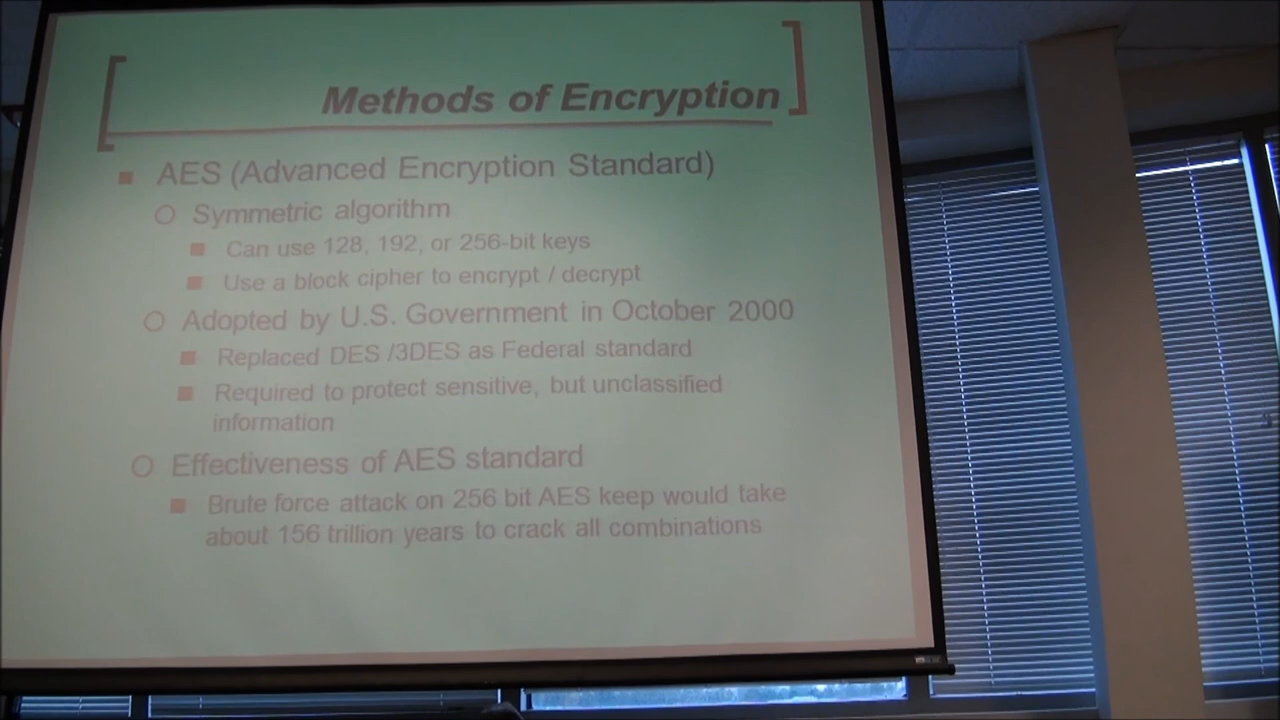 Methods of Encryption
AES (Advanced Encryption Standard)
Symmetric algorithm
Can use 128, 192, or 256-bit keys
Use a block cipher to encrypt / decrypt
Adopted by U.S. Government in October 2000
Replaced DES /3DES as Federal standard
Required to protect sensitive, but unclassified
information
Effectiveness of AES standard
Brute force attack on 256 bit AES keep would take
about 156 trillion years to crack all combinations